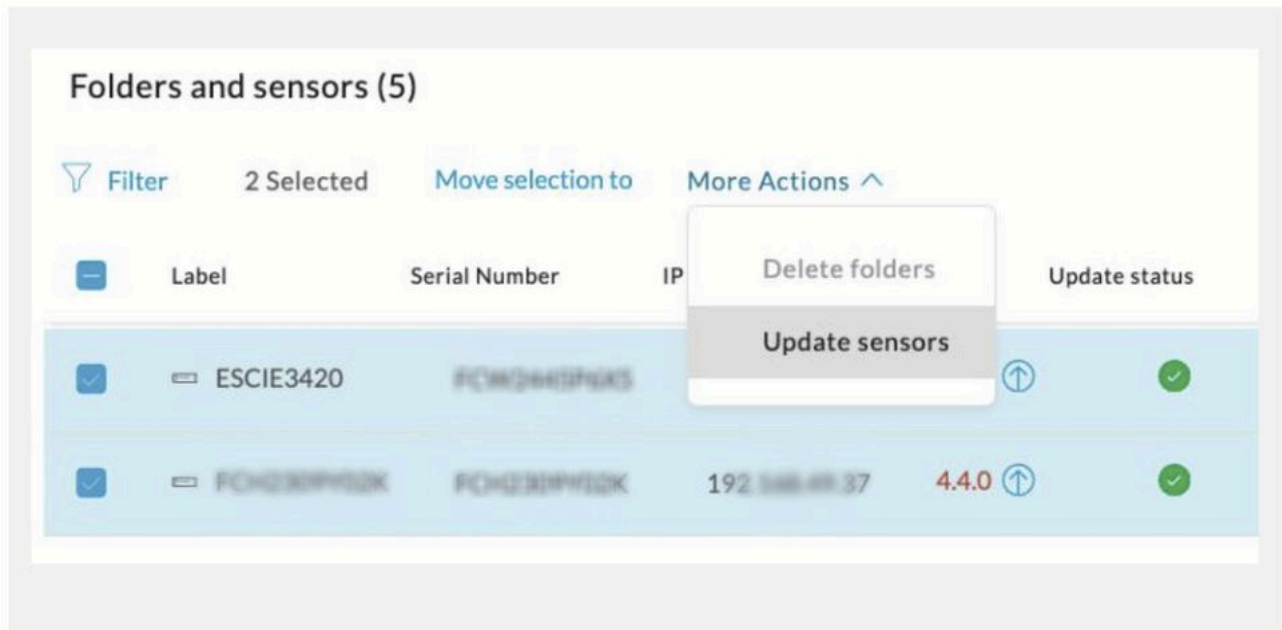 Folders and sensors (5)
Filter 2 Selected Move selection to More Actions
Delete folders
Label Serial Number IP Update status
Update sensors
ESCIE3420
192 37 4.4.0